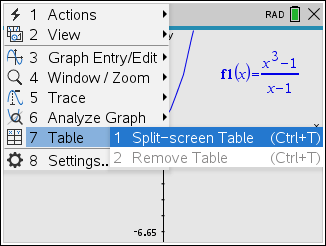 RAD
1 Actions
2 View
3 Graph Entry/Edit
4 Window / Zoom
5 Trace
6 Analyze Graph
7 Table
8 Settings..
1 Split-screen Table (Ctrl+T)
2 Remove Table (Ctrl+T)
y
f1(x)=x³−1/x−1
-6.65